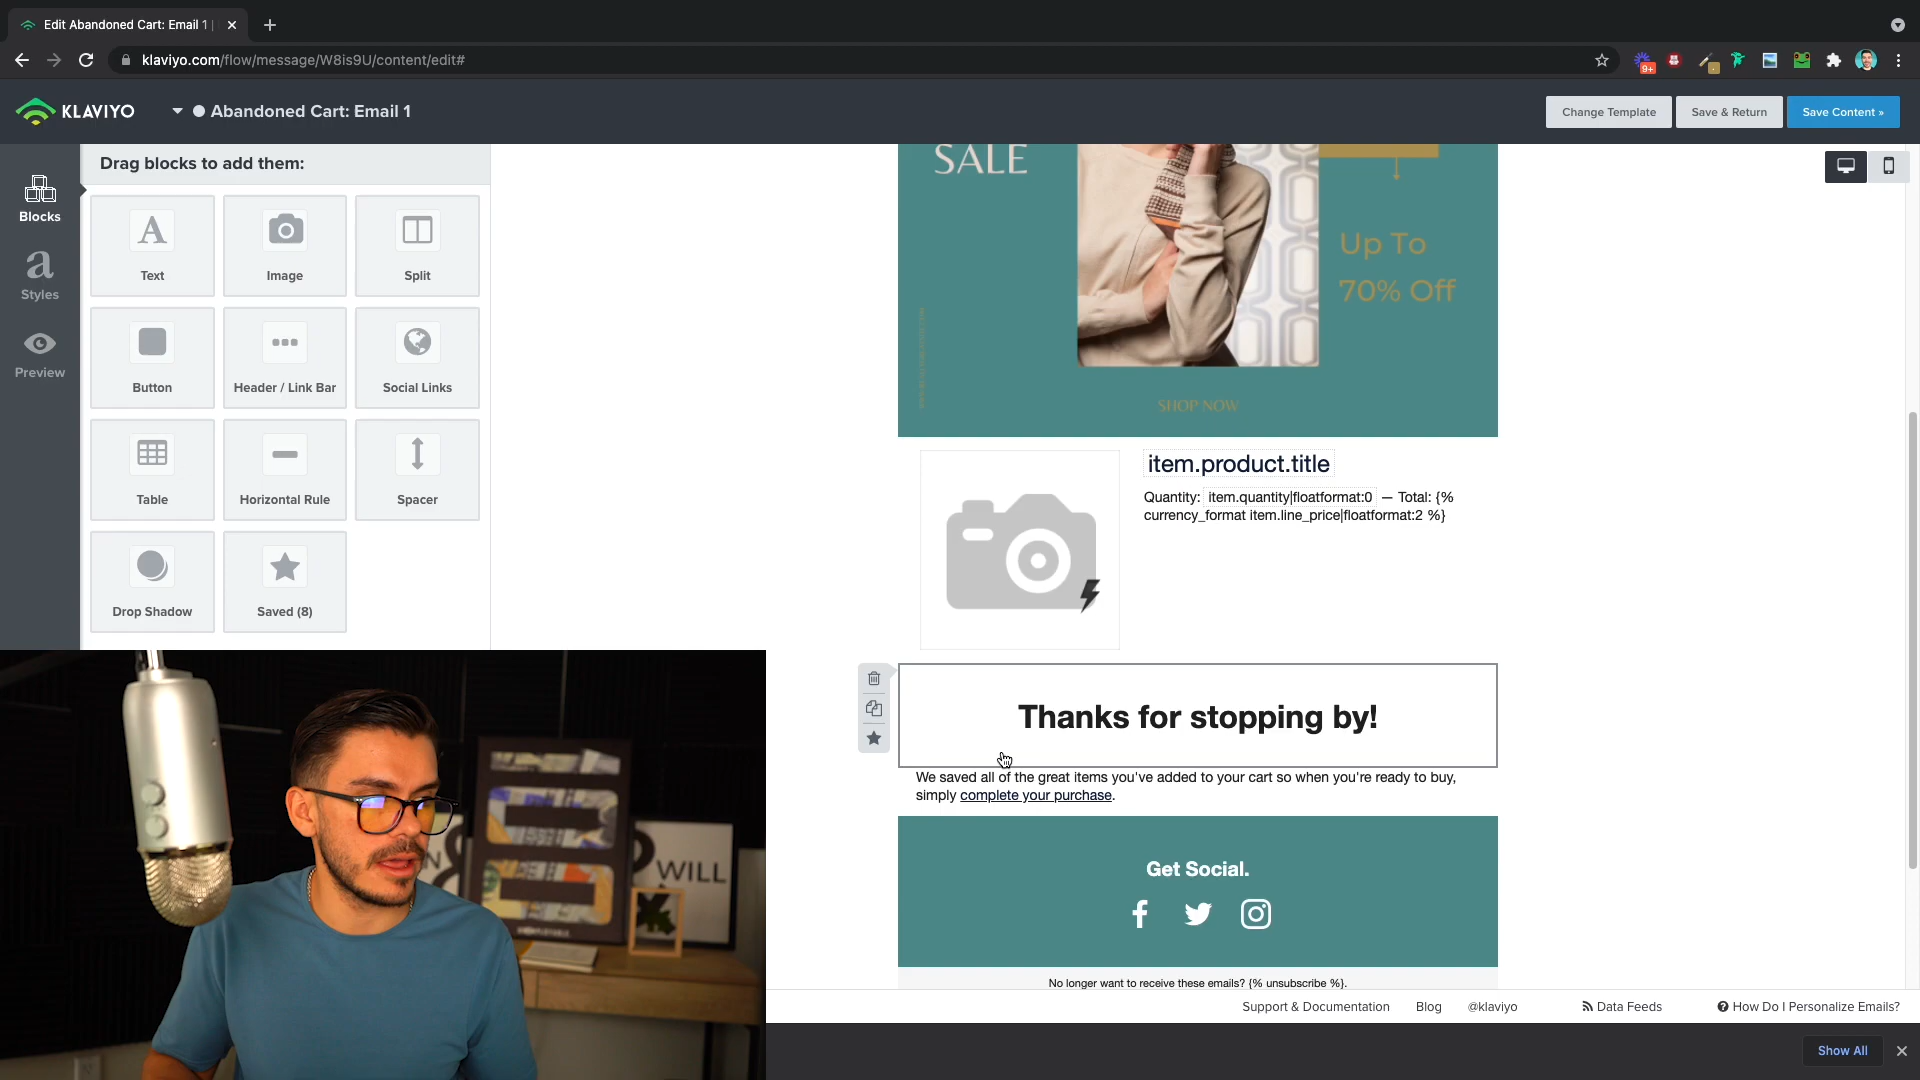 Edit Abandoned Cart: Email 1 |
klaviyo.com/flow/message/W8is9U/content/edit#
9+
KLAVIYO
Abandoned Cart: Email 1
Change Template
Save & Return
Save Content »
Blocks
Styles
Preview
Drag blocks to add them:
Text
Image
Split
Button
Header / Link Bar
Social Links
Table
Horizontal Rule
Spacer
Drop Shadow
Saved (8)
SALE
Up To
70% Off
SHOP NOW
item.product.title
Quantity: item.quantity|floatformat:0 — Total: {%
currency_format item.line_price|floatformat:2 %}
Thanks for stopping by!
We saved all of the great items you've added to your cart so when you're ready to buy,
simply complete your purchase.
Get Social.
No longer want to receive these emails? {% unsubscribe %}.
Support & Documentation
Blog
@klaviyo
Data Feeds
How Do I Personalize Emails?
Show All
WILL